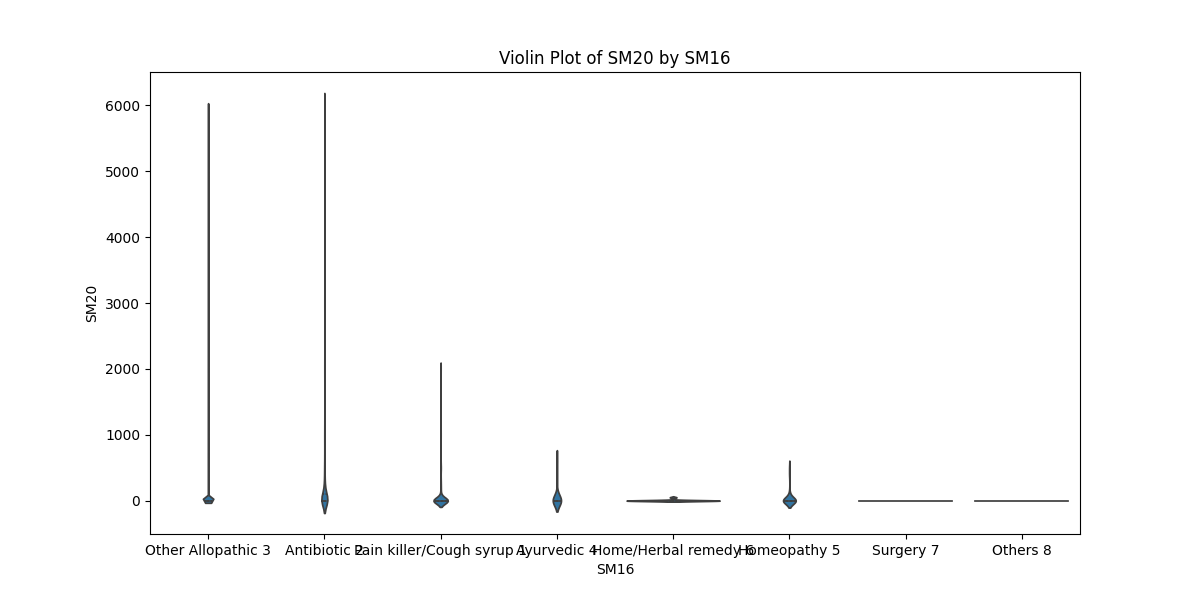 Violin Plot of SM20 by SM16
6000
5000
4000
3000
2000
1000
0
SM20
Other Allopathic 3
Antibiotic 2
Pain killer/Cough syrup 1
Ayurvedic 4
Home/Herbal remedy 6
Homeopathy 5
Surgery 7
Others 8
SM16